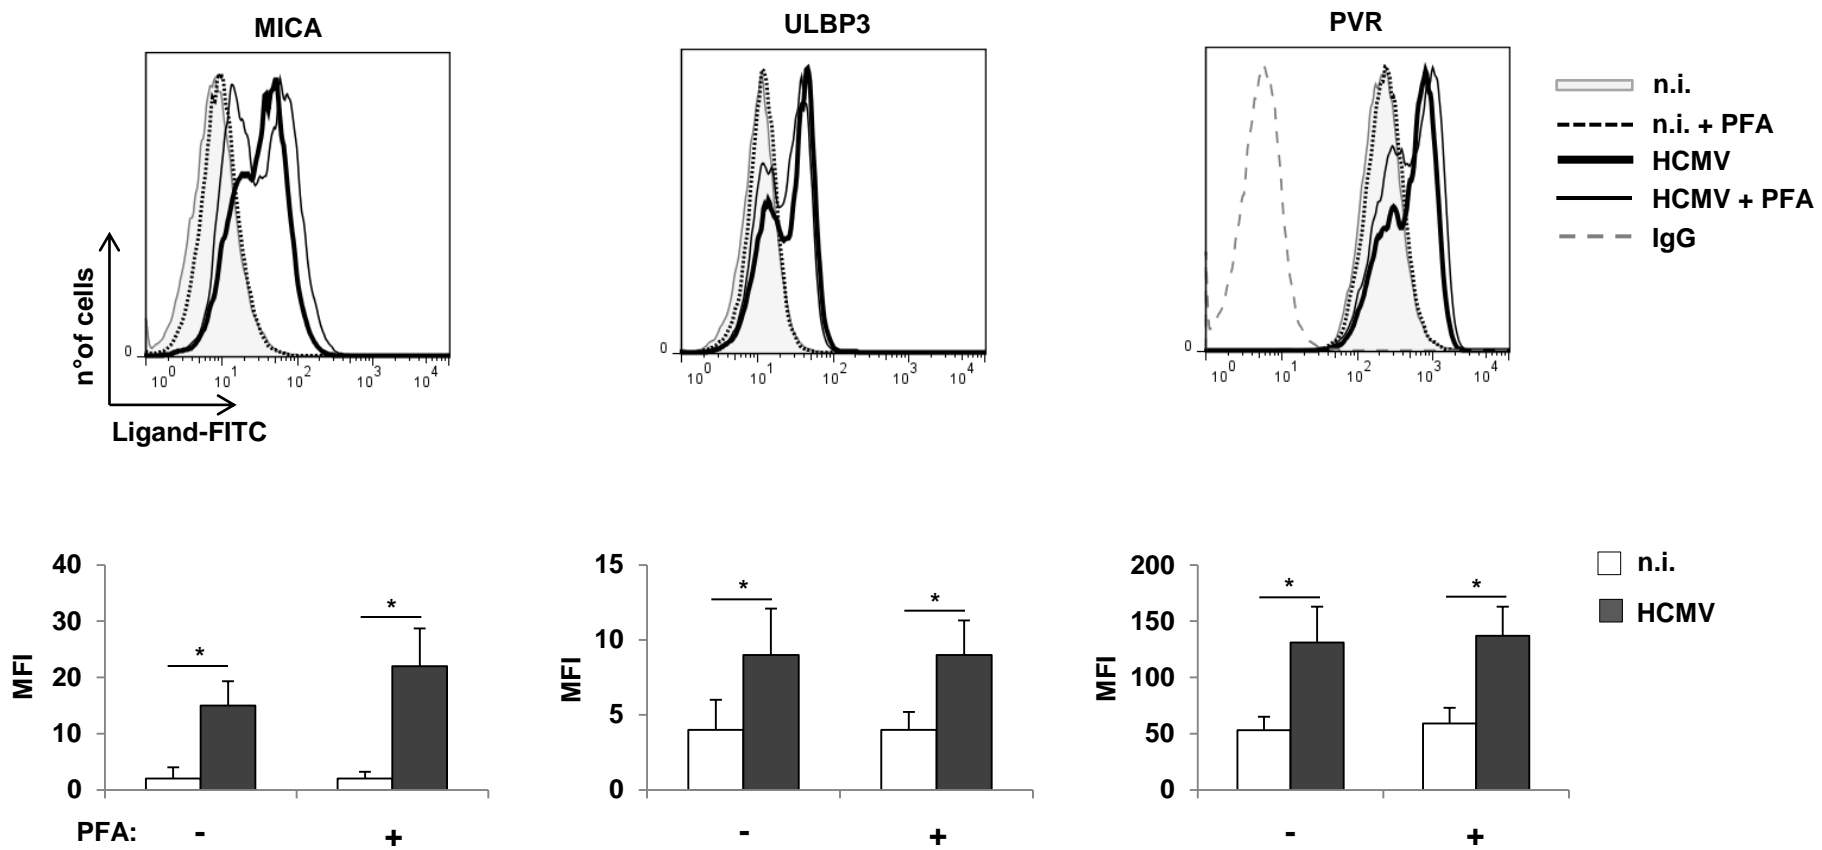 MICA
ULBP3
PVR
n.i.
n.i. + PFA
HCMV
HCMV + PFA
IgG
n°of cells
Ligand-FITC
0
10^0 10^1 10^2 10^3 10^4
0
10^0 10^1 10^2 10^3 10^4
0
10^0 10^1 10^2 10^3 10^4
MFI
40
30
20
10
0
*
*
PFA: - +
MFI
15
10
5
0
*
*
- +
MFI
200
150
100
50
0
*
*
- +
n.i.
HCMV